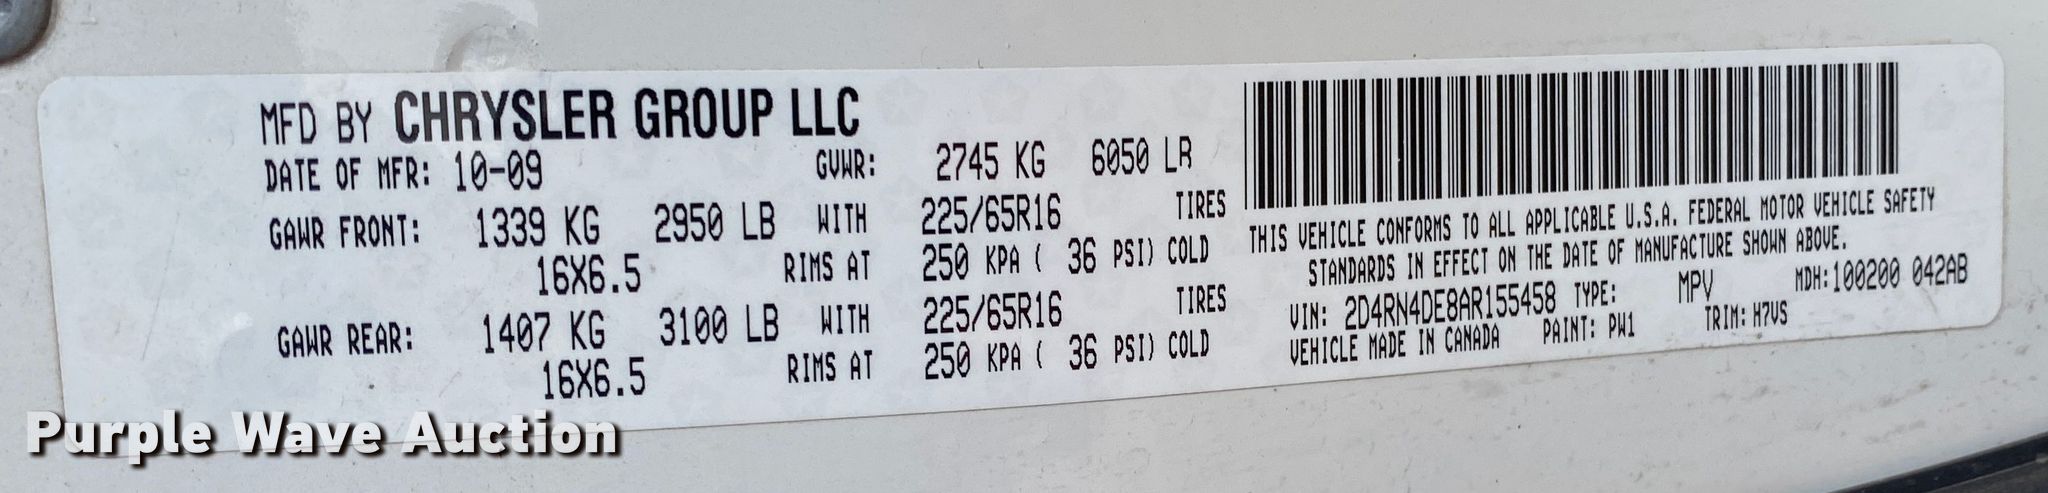 MFD BY CHRYSLER GROUP LLC
DATE OF MFR: 10-09 GVWR: 2745 KG 6050 LB
GAWR FRONT: 1339 KG 2950 LB WITH 225/65R16 TIRES
16X6.5 RIMS AT 250 KPA ( 36 PSI) COLD
GAWR REAR: 1407 KG 3100 LB WITH 225/65R16 TIRES
16X6.5 RIMS AT 250 KPA ( 36 PSI) COLD
THIS VEHICLE CONFORMS TO ALL APPLICABLE U.S.A. FEDERAL MOTOR VEHICLE SAFETY
STANDARDS IN EFFECT ON THE DATE OF MANUFACTURE SHOWN ABOVE.
VIN: 2D4RN4DE8AR155458 TYPE: MPV MDH:100200 042AB
VEHICLE MADE IN CANADA PAINT: PW1 TRIM: H7VS
Purple Wave Auction